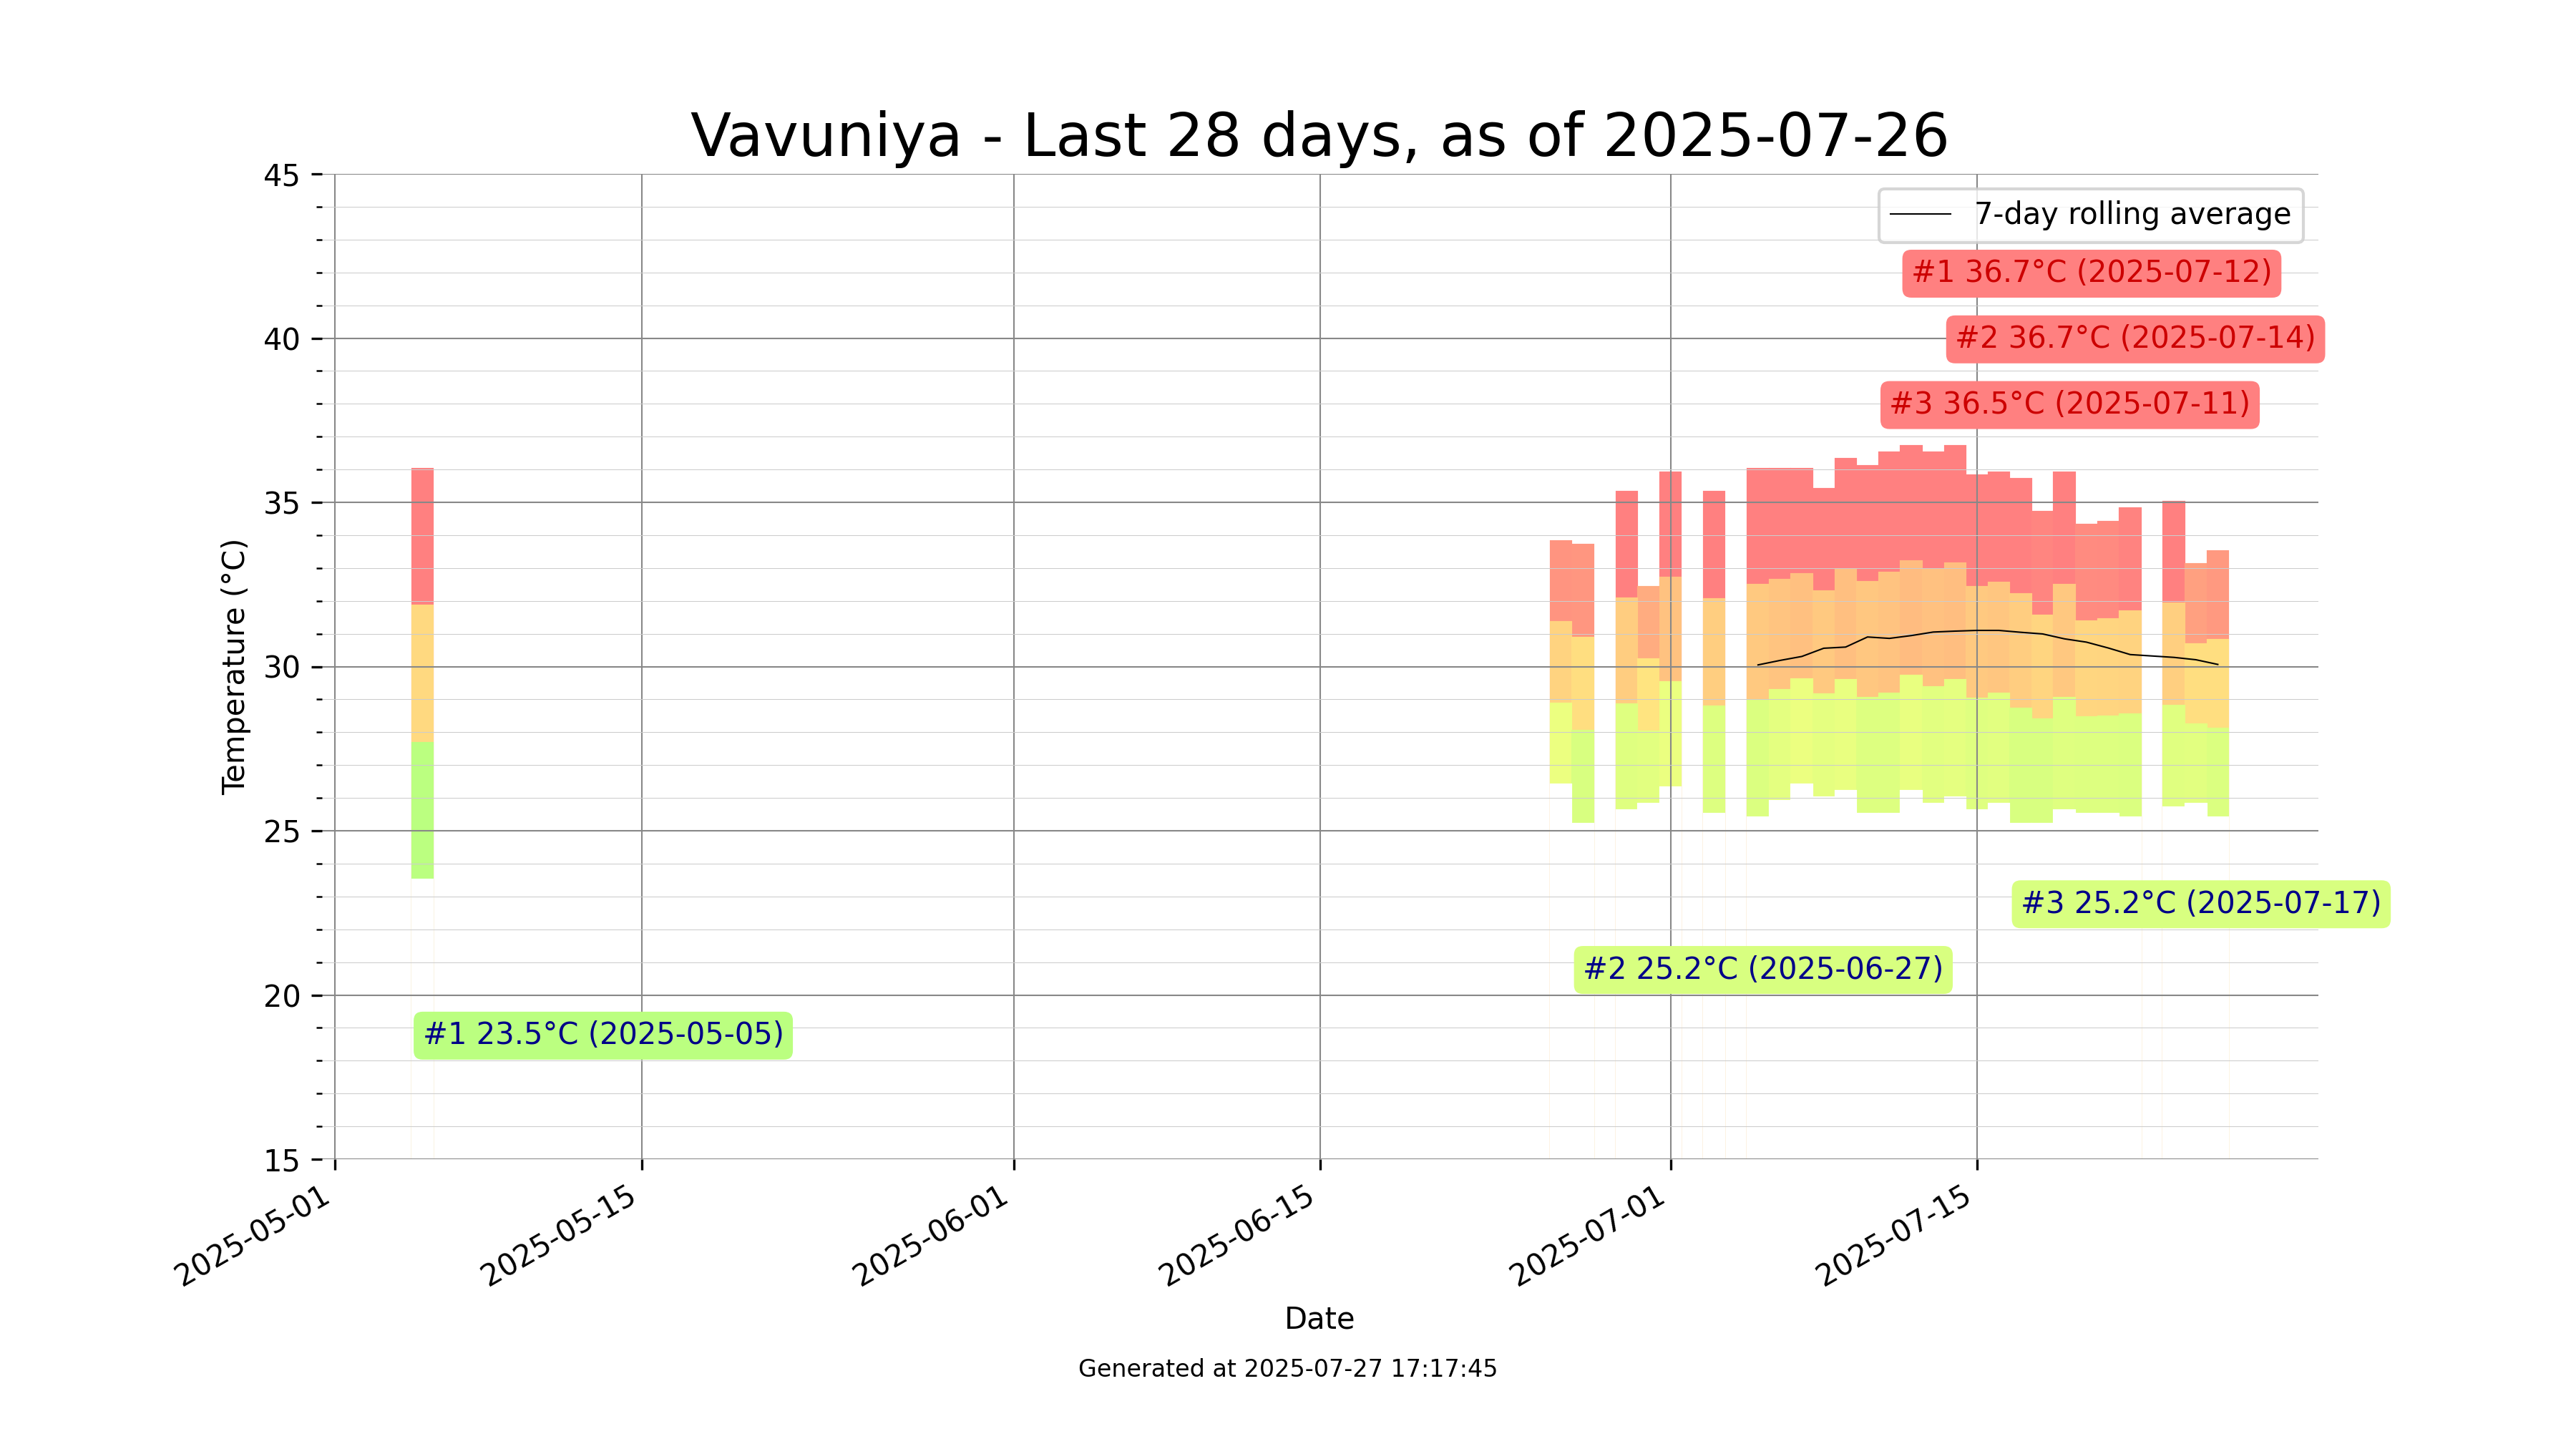 Vavuniya - Last 28 days, as of 2025-07-26
45
40
35
30
25
20
15
Temperature (°C)
7-day rolling average
#1 36.7°C (2025-07-12)
#2 36.7°C (2025-07-14)
#3 36.5°C (2025-07-11)
#3 25.2°C (2025-07-17)
#2 25.2°C (2025-06-27)
#1 23.5°C (2025-05-05)
2025-05-01
2025-05-15
2025-06-01
2025-06-15
2025-07-01
2025-07-15
Date
Generated at 2025-07-27 17:17:45